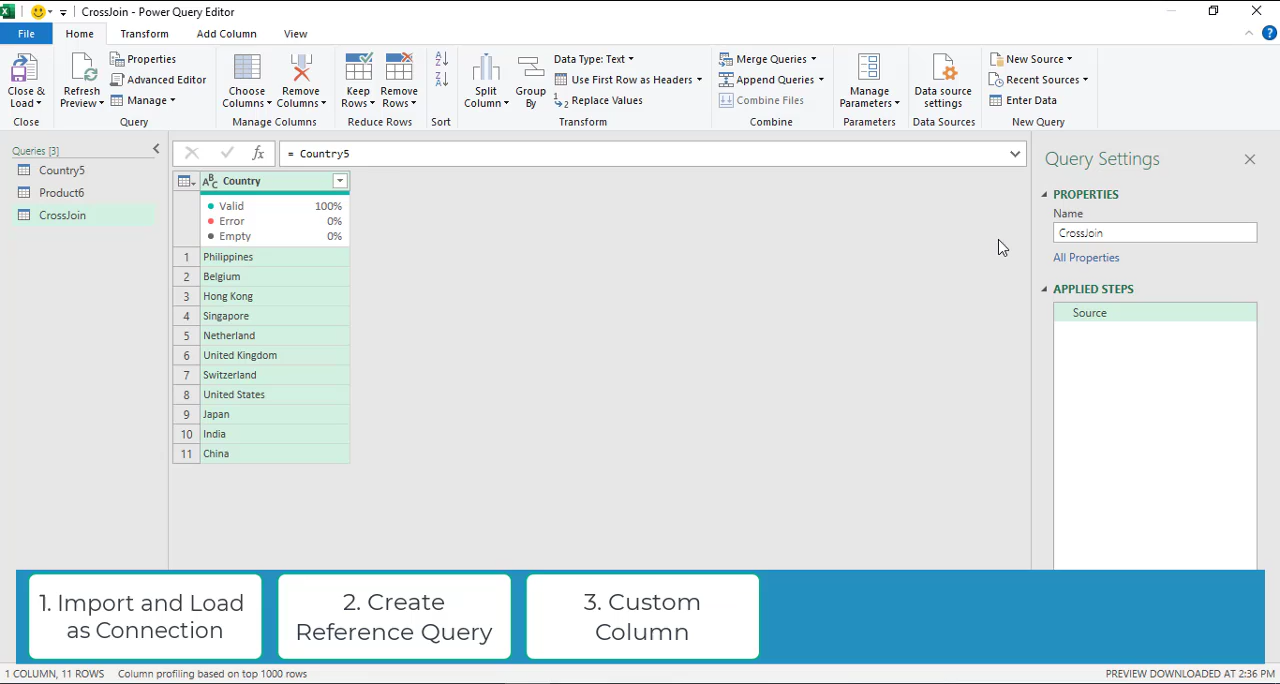 CrossJoin - Power Query Editor
File Home Transform Add Column View
Close & Load
Close
Refresh Preview
Properties
Advanced Editor
Manage
Query
Choose Columns
Remove Columns
Manage Columns
Keep Rows
Remove Rows
Reduce Rows
Sort
Split Column
Group By
Data Type: Text
Use First Row as Headers
Replace Values
Transform
Merge Queries
Append Queries
Combine Files
Combine
Manage Parameters
Parameters
Data source settings
Data Sources
New Source
Recent Sources
Enter Data
New Query
Queries [3]
Country5
Product6
CrossJoin
fx = Country5
ABC Country
Valid 100%
Error 0%
Empty 0%
1 Philippines
2 Belgium
3 Hong Kong
4 Singapore
5 Netherland
6 United Kingdom
7 Switzerland
8 United States
9 Japan
10 India
11 China
Query Settings
PROPERTIES
Name
CrossJoin
All Properties
APPLIED STEPS
Source
1. Import and Load
as Connection
2. Create
Reference Query
3. Custom
Column
1 COLUMN, 11 ROWS Column profiling based on top 1000 rows PREVIEW DOWNLOADED AT 2:36 PM